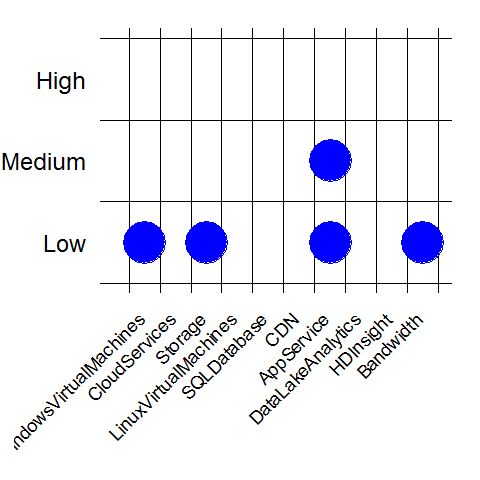 High
Medium
Low
ndowsVirtualMachines
CloudServices
Storage
LinuxVirtualMachines
SQLDatabase
CDN
AppService
DataLakeAnalytics
HDInsight
Bandwidth